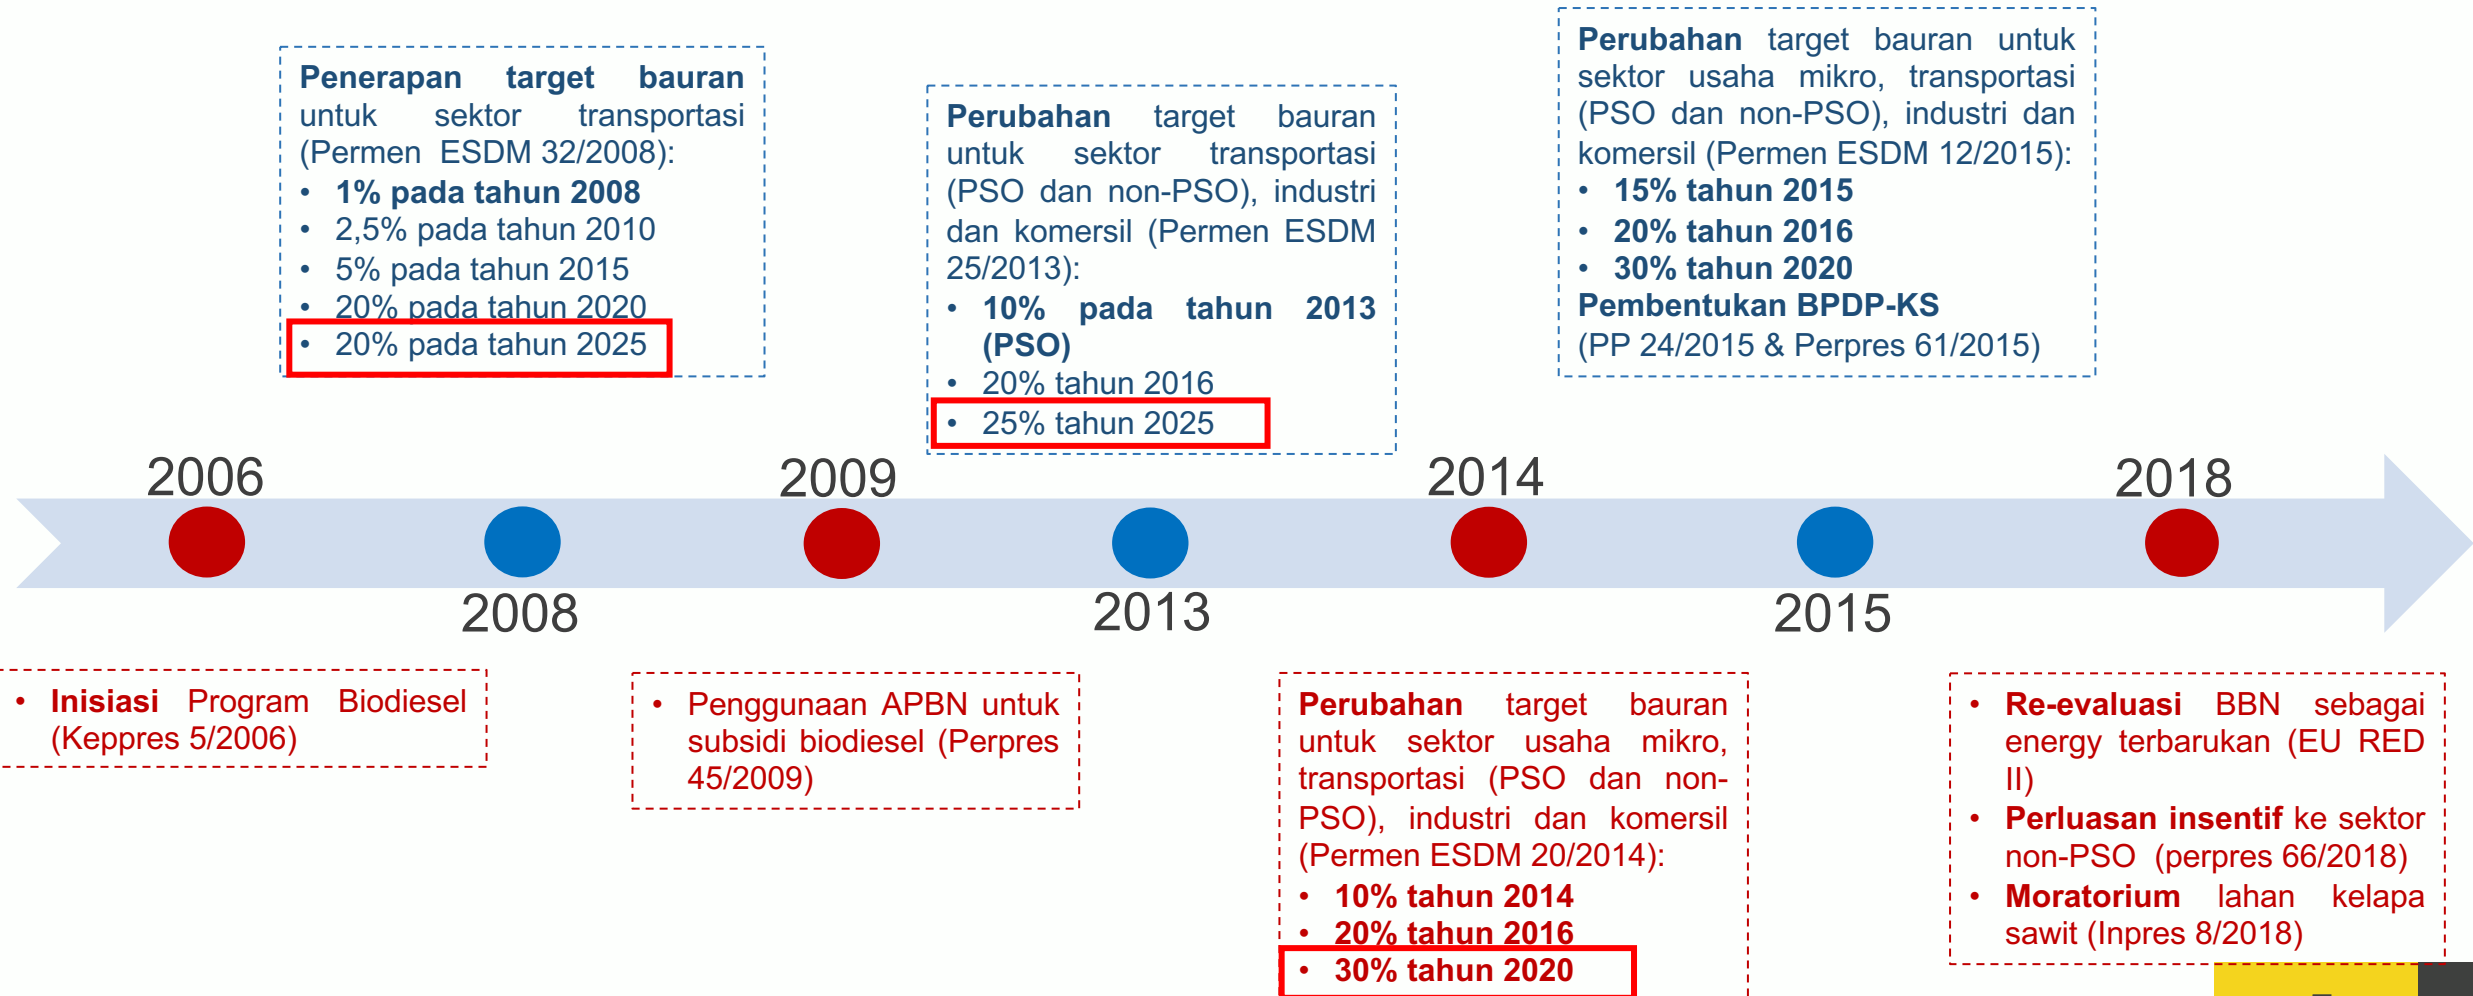 Penerapan target bauran
untuk sektor transportasi
(Permen ESDM 32/2008):
• 1% pada tahun 2008
• 2,5% pada tahun 2010
• 5% pada tahun 2015
• 20% pada tahun 2020
• 20% pada tahun 2025
Perubahan target bauran
untuk sektor transportasi
(PSO dan non-PSO), industri
dan komersil (Permen ESDM
25/2013):
• 10% pada tahun 2013
(PSO)
• 20% tahun 2016
• 25% tahun 2025
Perubahan target bauran untuk
sektor usaha mikro, transportasi
(PSO dan non-PSO), industri dan
komersil (Permen ESDM 12/2015):
• 15% tahun 2015
• 20% tahun 2016
• 30% tahun 2020
Pembentukan BPDP-KS
(PP 24/2015 & Perpres 61/2015)
2006
2009
2014
2018
2008
2013
2015
• Inisiasi Program Biodiesel
(Keppres 5/2006)
• Penggunaan APBN untuk
subsidi biodiesel (Perpres
45/2009)
Perubahan target bauran
untuk sektor usaha mikro,
transportasi (PSO dan non-
PSO), industri dan komersil
(Permen ESDM 20/2014):
• 10% tahun 2014
• 20% tahun 2016
• 30% tahun 2020
• Re-evaluasi BBN sebagai
energy terbarukan (EU RED
II)
• Perluasan insentif ke sektor
non-PSO (perpres 66/2018)
• Moratorium lahan kelapa
sawit (Inpres 8/2018)